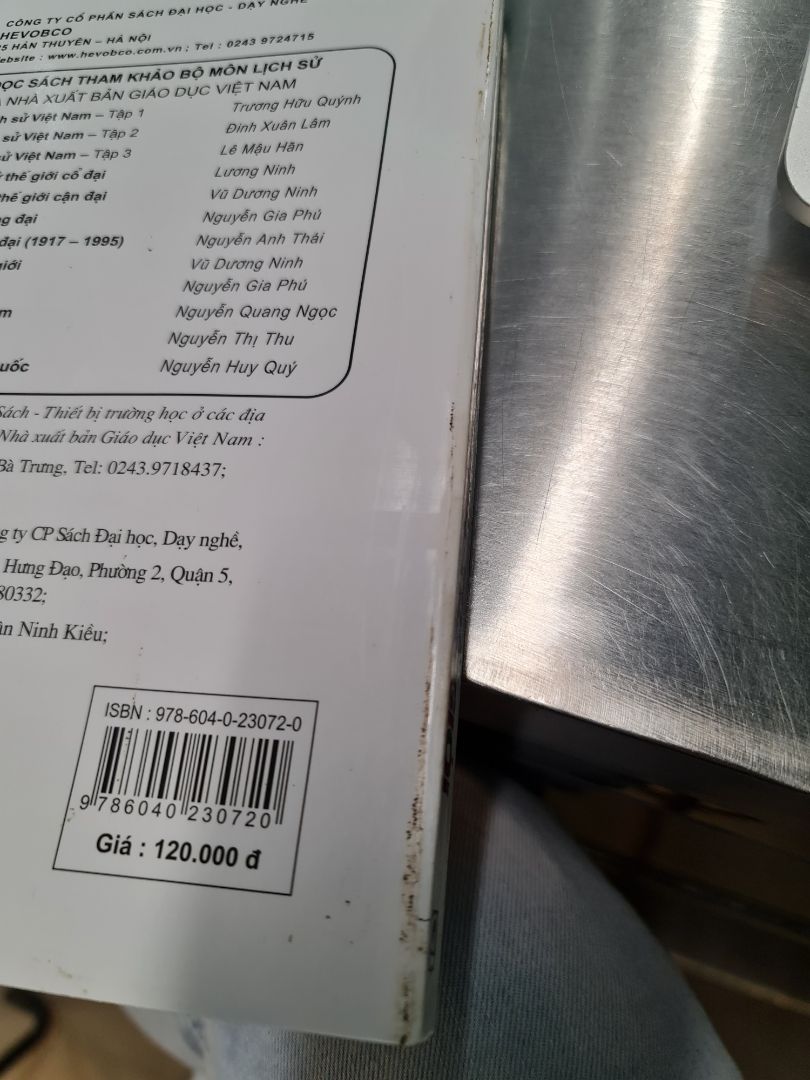 CÔNG TY CỔ PHẦN SÁCH ĐẠI HỌC - DẠY NGHỀ
HEVOBCO
25 HÀN THUYÊN – HÀ NỘI
Website : www.hevobco.com.vn ; Tel : 0243 9724715
ĐỌC SÁCH THAM KHẢO BỘ MÔN LỊCH SỬ
NHÀ XUẤT BẢN GIÁO DỤC VIỆT NAM
sử Việt Nam – Tập 1 Trương Hữu Quýnh
sử Việt Nam – Tập 2 Đinh Xuân Lâm
sử Việt Nam – Tập 3 Lê Mậu Hãn
thế giới cổ đại Lương Ninh
thế giới cận đại Vũ Dương Ninh
đại Nguyễn Gia Phú
đại (1917 – 1995) Nguyễn Anh Thái
giới Vũ Dương Ninh
Nguyễn Gia Phú
m Nguyễn Quang Ngọc
Nguyễn Thị Thu
uốc Nguyễn Huy Quý
Sách - Thiết bị trường học ở các địa
Nhà xuất bản Giáo dục Việt Nam :
Bà Trưng, Tel: 0243.9718437;
g ty CP Sách Đại học, Dạy nghề,
Hưng Đạo, Phường 2, Quận 5,
80332;
ận Ninh Kiều;
ISBN : 978-604-0-23072-0
9 786040 230720
Giá : 120.000 đ